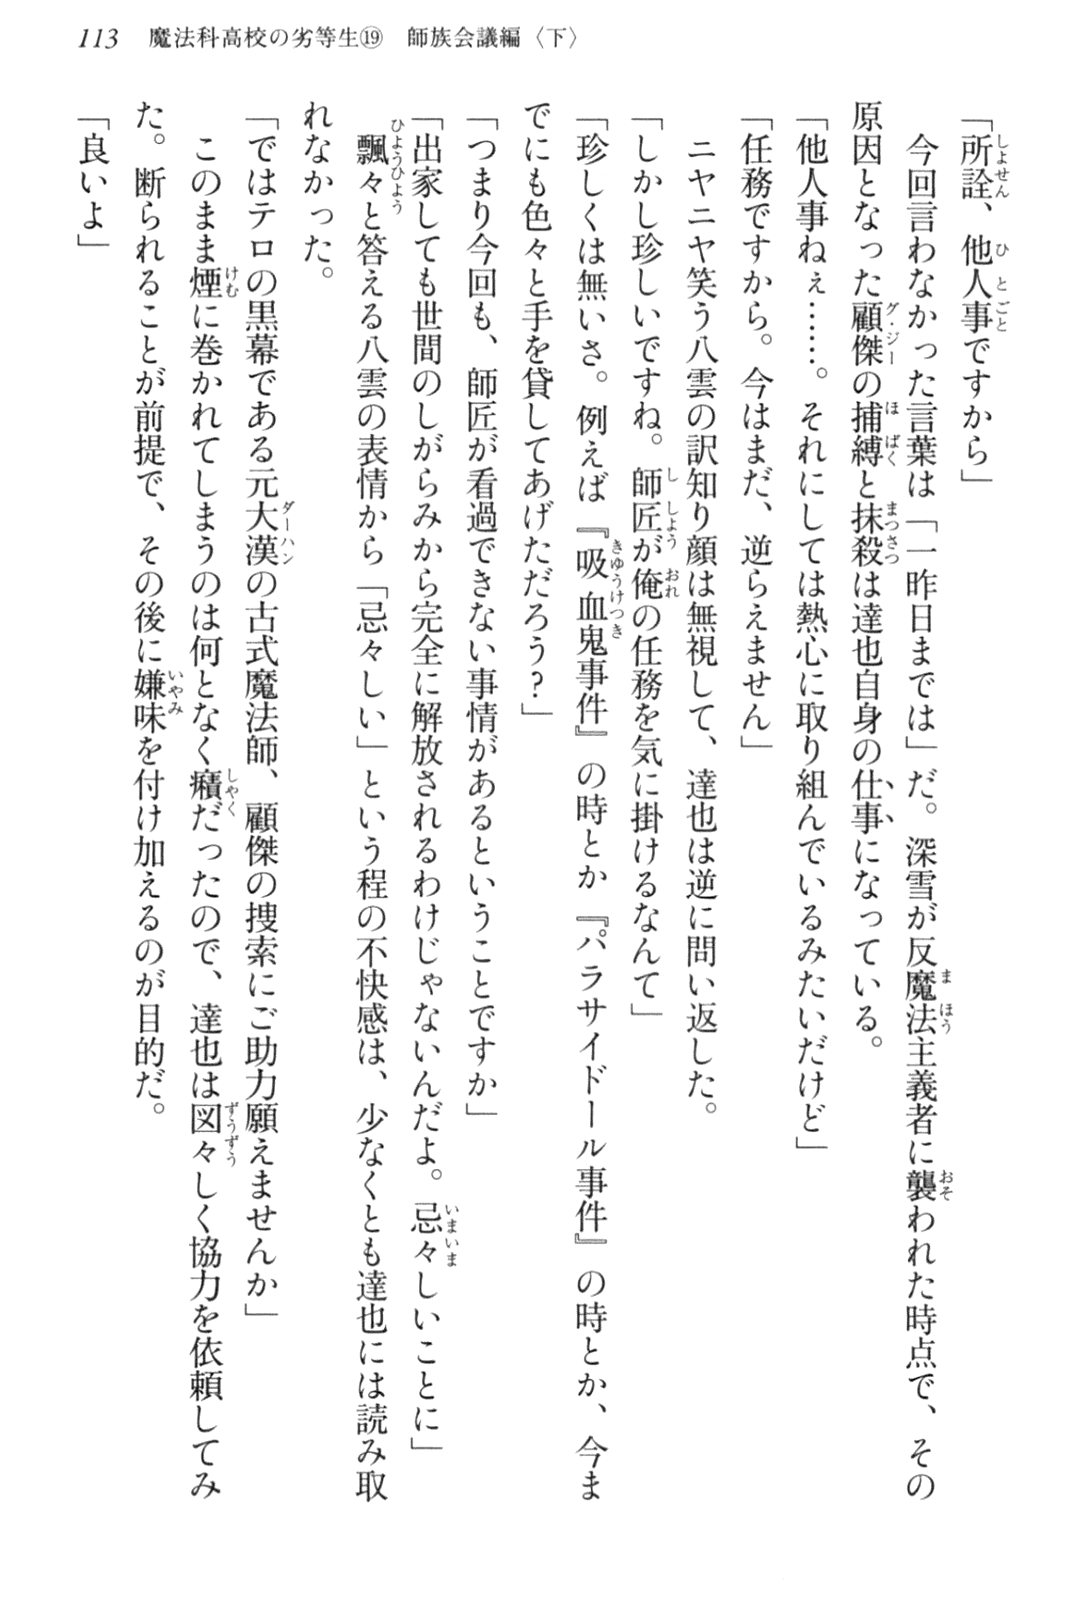 113 魔法科高校の劣等生⑲ 師族会議編〈下〉
「所詮、他人事ですから」
今回言わなかった言葉は「一昨日までは」だ。深雪が反魔法主義者に襲われた時点で、その
原因となった顧傑の捕縛と抹殺は達也自身の仕事になっている。
「他人事ねぇ……。それにしては熱心に取り組んでいるみたいだけど」
「任務ですから。今はまだ、逆らえません」
ニヤニヤ笑う八雲の訳知り顔は無視して、達也は逆に問い返した。
「しかし珍しいですね。師匠が俺の任務を気に掛けるなんて」
「珍しくは無いさ。例えば『吸血鬼事件』の時とか『パラサイドール事件』の時とか、今ま
でにも色々と手を貸してあげただろう？」
「つまり今回も、師匠が看過できない事情があるということですか」
「出家しても世間のしがらみから完全に解放されるわけじゃないんだよ。忌々しいことに」
飄々と答える八雲の表情から「忌々しい」という程の不快感は、少なくとも達也には読み取
れなかった。
「ではテロの黒幕である元大漢の古式魔法師、顧傑の捜索にご助力願えませんか」
このまま煙に巻かれてしまうのは何となく癪だったので、達也は図々しく協力を依頼してみ
た。断られることが前提で、その後に嫌味を付け加えるのが目的だ。
「良いよ」